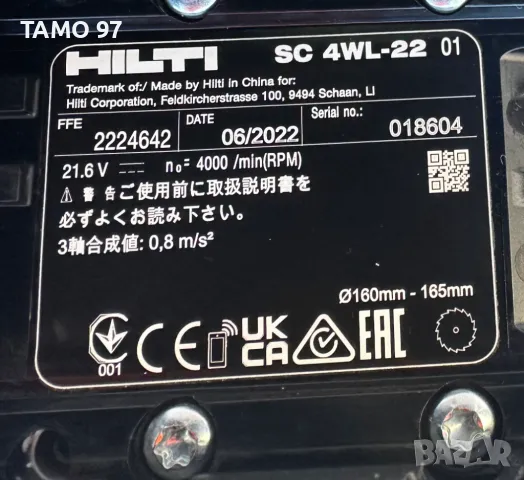 TAMO 97
HILTI SC 4WL-22 01
Trademark of:/ Made by Hilti in China for:
Hilti Corporation, Feldkircherstrasse 100, 9494 Schaan, LI
FFE 2224642 DATE 06/2022 Serial no.: 018604
21.6 V n₀= 4000 /min(RPM)
警告ご使用前に取扱説明書を
必ずよくお読み下さい。
3軸合成値: 0,8 m/s²
Ø160mm - 165mm
001 CE UK CA EAC
BAZAR
bg